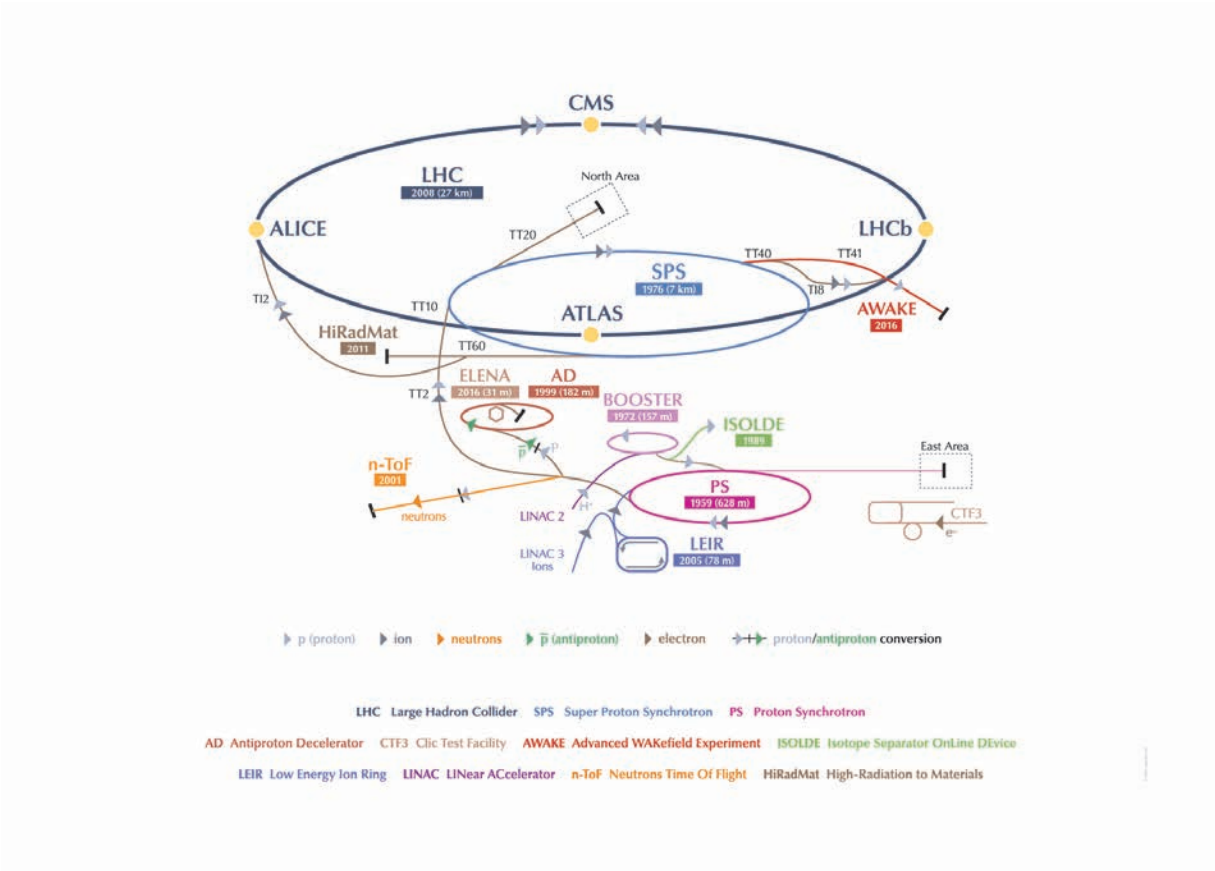 CMS
LHC
2008 (27 km)
North Area
ALICE
LHCb
TT20
TT40
TT41
SPS
1976 (7 km)
TI2
TT10
TI8
ATLAS
AWAKE
2016
HiRadMat
2011
TT60
ELENA
2016 (31 m)
AD
1999 (182 m)
TT2
BOOSTER
1972 (157 m)
ISOLDE
1989
p̅
p
East Area
n-ToF
2001
PS
1959 (628 m)
H⁺
neutrons
LINAC 2
CTF3
e⁻
LEIR
2005 (78 m)
LINAC 3
Ions
p (proton) ion neutrons p̅ (antiproton) electron proton/antiproton conversion
LHC Large Hadron Collider SPS Super Proton Synchrotron PS Proton Synchrotron
AD Antiproton Decelerator CTF3 Clic Test Facility AWAKE Advanced WAKefield Experiment ISOLDE Isotope Separator OnLine DEvice
LEIR Low Energy Ion Ring LINAC LINear ACcelerator n-ToF Neutrons Time Of Flight HiRadMat High-Radiation to Materials